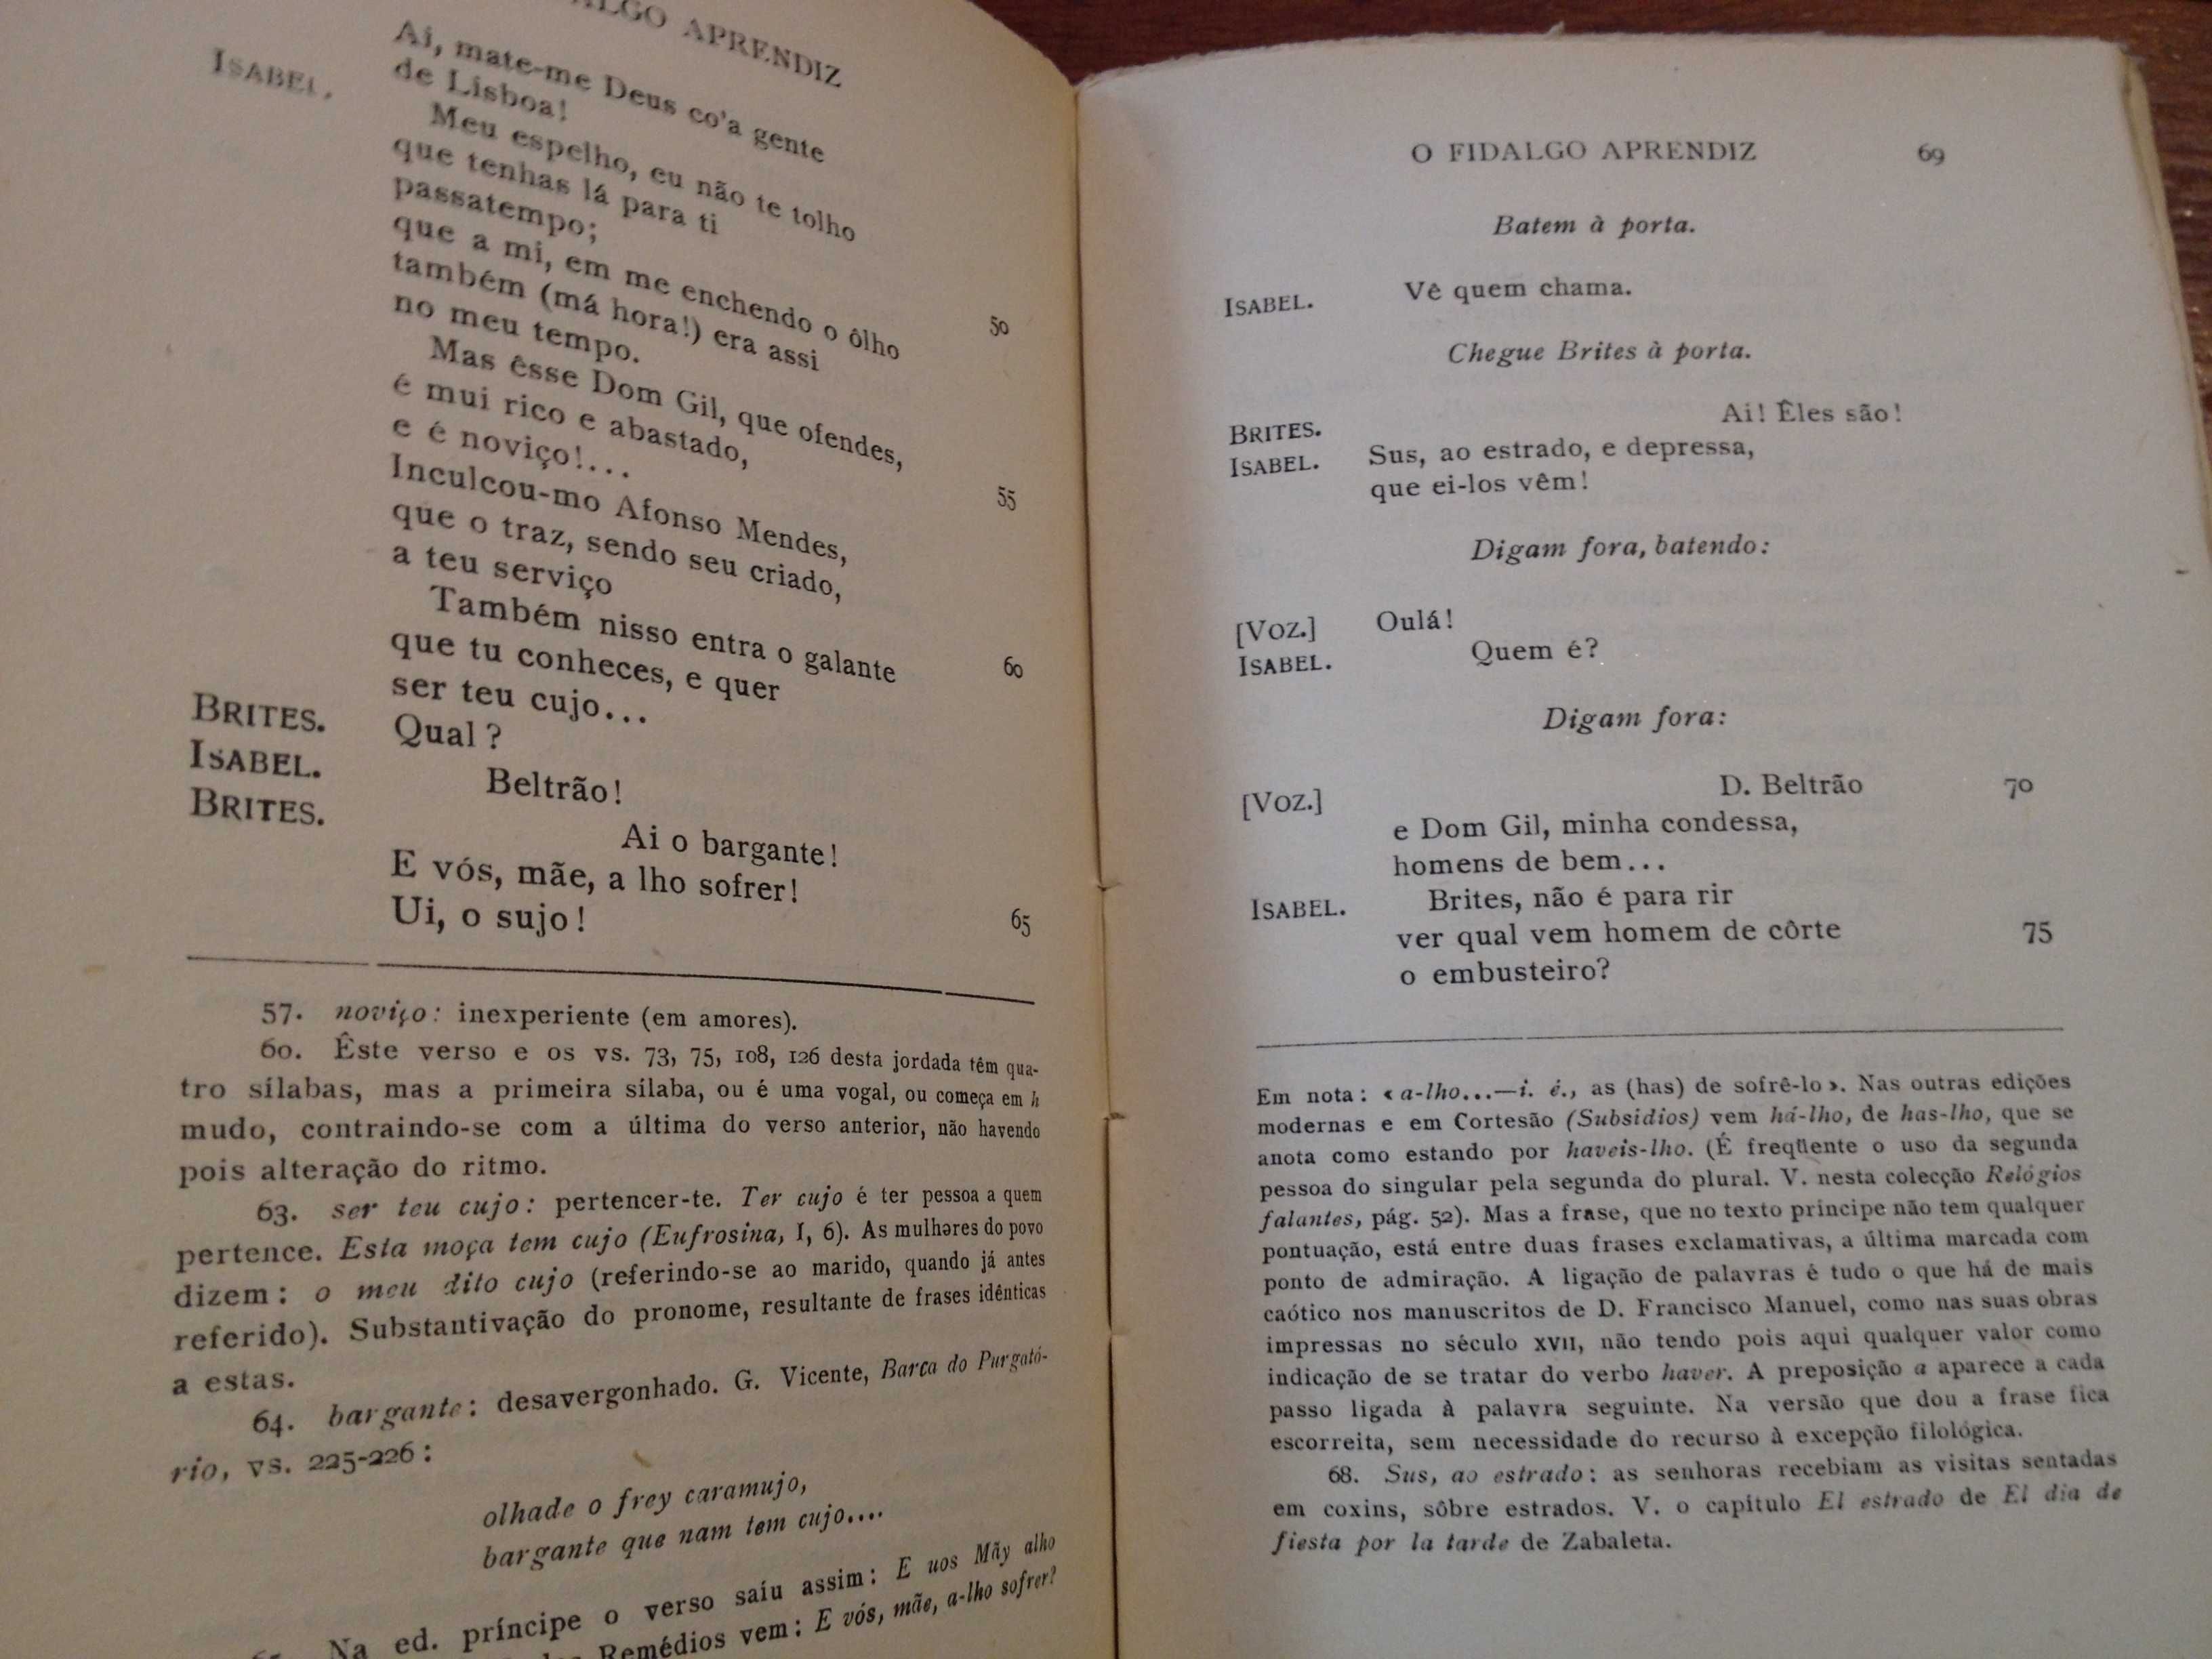 APRENDIZ
Ai, mate-me Deus co'a gente
de Lisboa!
ISABEL. Meu espelho, eu não te tolho
que tenhas lá para ti
passatempo;
que a mi, em me enchendo o ôlho 50
também (má hora!) era assi
no meu tempo.
Mas êsse Dom Gil, que ofendes,
é mui rico e abastado,
e é noviço!... 55
Inculcou-mo Afonso Mendes,
que o traz, sendo seu criado,
a teu serviço
Também nisso entra o galante
que tu conheces, e quer 60
ser teu cujo...
BRITES. Qual?
ISABEL. Beltrão!
BRITES. Ai o bargante!
E vós, mãe, a lho sofrer!
Ui, o sujo! 65
57. noviço: inexperiente (em amores).
60. Êste verso e os vs. 73, 75, 108, 126 desta jordada têm qua-
tro sílabas, mas a primeira sílaba, ou é uma vogal, ou começa em h
mudo, contraindo-se com a última do verso anterior, não havendo
pois alteração do ritmo.
63. ser teu cujo: pertencer-te. Ter cujo é ter pessoa a quem
pertence. Esta moça tem cujo (Eufrosina, I, 6). As mulheres do povo
dizem: o meu dito cujo (referindo-se ao marido, quando já antes
referido). Substantivação do pronome, resultante de frases idênticas
a estas.
64. bargante: desavergonhado. G. Vicente, Barca do Purgató-
rio, vs. 225-226:
olhade o frey caramujo,
bargante que nam tem cujo....
Na ed. príncipe o verso saíu assim: E uos Mãy alho
Remédios vem: E vós, mãe, a-lho sofrer?
O FIDALGO APRENDIZ 69
Batem à porta.
ISABEL. Vê quem chama.
Chegue Brites à porta.
BRITES. Ai! Êles são!
ISABEL. Sus, ao estrado, e depressa,
que ei-los vêm!
Digam fora, batendo:
[VOZ.] Oulá!
ISABEL. Quem é?
Digam fora:
[VOZ.] D. Beltrão 70
e Dom Gil, minha condessa,
homens de bem...
ISABEL. Brites, não é para rir
ver qual vem homem de côrte 75
o embusteiro?
Em nota: «a-lho...—i. é., as (has) de sofrê-lo». Nas outras edições
modernas e em Cortesão (Subsidios) vem há-lho, de has-lho, que se
anota como estando por haveis-lho. (É freqüente o uso da segunda
pessoa do singular pela segunda do plural. V. nesta colecção Relógios
falantes, pág. 52). Mas a frase, que no texto príncipe não tem qualquer
pontuação, está entre duas frases exclamativas, a última marcada com
ponto de admiração. A ligação de palavras é tudo o que há de mais
caótico nos manuscritos de D. Francisco Manuel, como nas suas obras
impressas no século XVII, não tendo pois aqui qualquer valor como
indicação de se tratar do verbo haver. A preposição a aparece a cada
passo ligada à palavra seguinte. Na versão que dou a frase fica
escorreita, sem necessidade do recurso à excepção filológica.
68. Sus, ao estrado: as senhoras recebiam as visitas sentadas
em coxins, sôbre estrados. V. o capítulo El estrado de El dia de
fiesta por la tarde de Zabaleta.